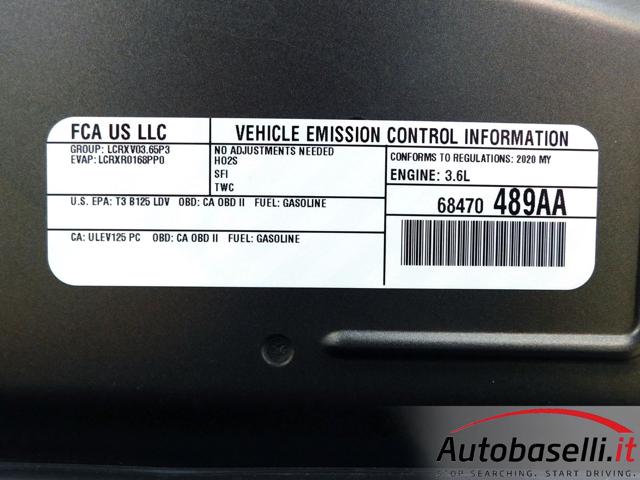 FCA US LLC
VEHICLE EMISSION CONTROL INFORMATION
GROUP: LCRXV03.65P3
EVAP: LCRXR0168PP0
NO ADJUSTMENTS NEEDED
HO2S
SFI
TWC
CONFORMS TO REGULATIONS: 2020 MY
ENGINE: 3.6L
U.S. EPA: T3 B125 LDV OBD: CA OBD II FUEL: GASOLINE
68470 489AA
CA: ULEV125 PC OBD: CA OBD II FUEL: GASOLINE
Autobaselli.it
STOP SEARCHING. START DRIVING.